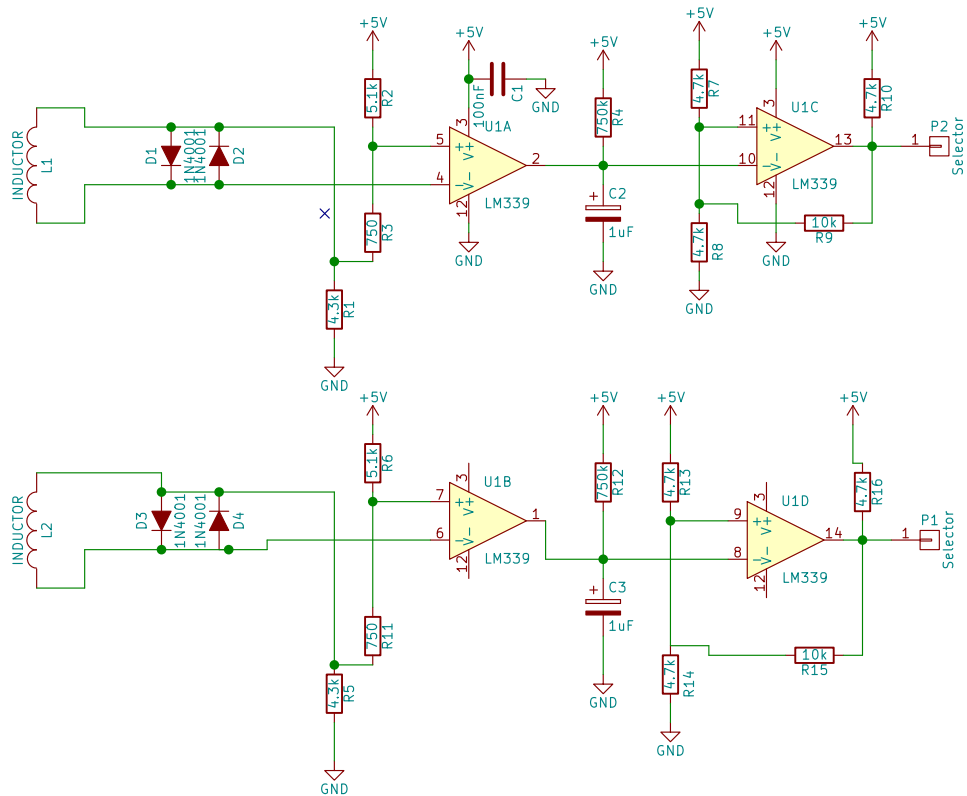 +5V
+5V
+5V
+5V
+5V
+5V
INDUCTOR
L1
D1
1N4001
1N4001
D2
5.1k
R2
750
R3
4.3k
R1
GND
100nF
C1
GND
3
U1A
5
+
V+
4
-
V-
2
12
LM339
GND
750k
R4
+
C2
1uF
GND
4.7k
R7
4.7k
R8
GND
3
U1C
11
+
V+
10
-
V-
13
12
LM339
GND
10k
R9
4.7k
R10
1
P2
Selector
+5V
+5V
+5V
+5V
INDUCTOR
L2
D3
1N4001
1N4001
D4
5.1k
R6
750
R11
4.3k
R5
GND
3
U1B
7
+
V+
6
-
V-
1
12
LM339
750k
R12
+
C3
1uF
GND
4.7k
R13
4.7k
R14
GND
3
U1D
9
+
V+
8
-
V-
14
12
LM339
10k
R15
4.7k
R16
1
P1
Selector